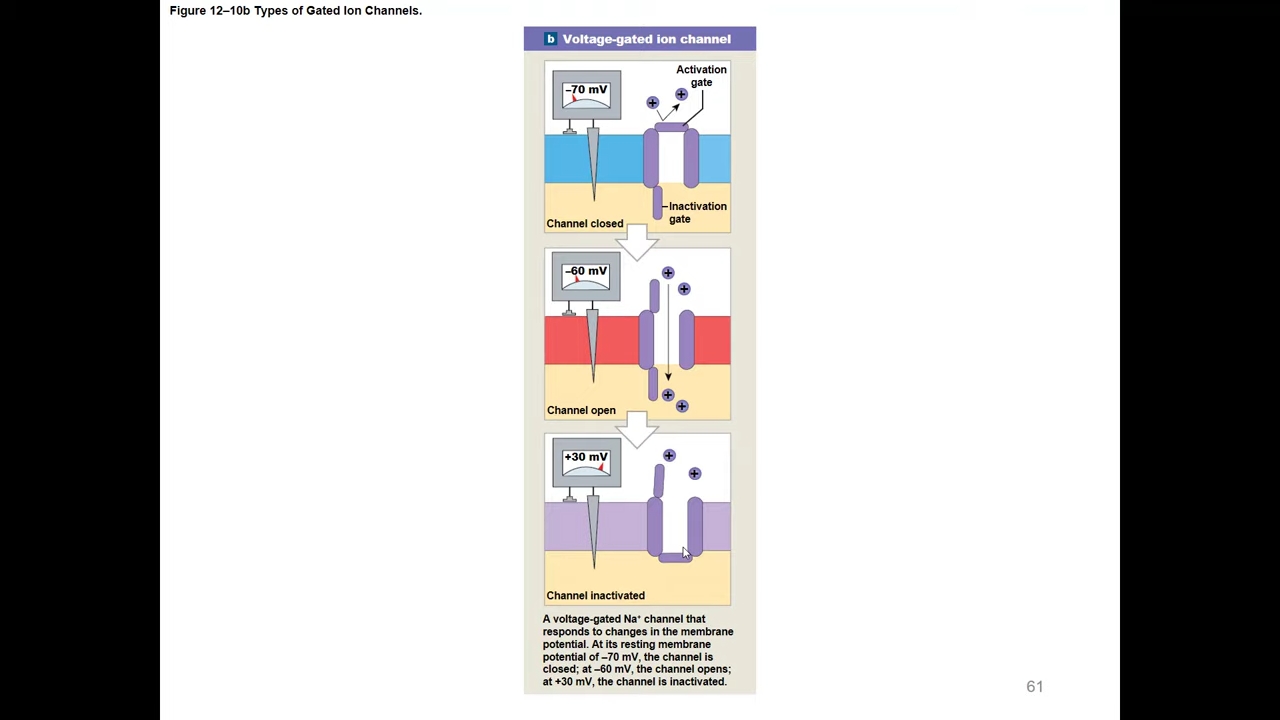 Figure 12–10b Types of Gated Ion Channels.
b Voltage-gated ion channel
Activation
gate
–70 mV
+
+
Inactivation
gate
Channel closed
–60 mV
+
+
+
+
Channel open
+30 mV
+
+
Channel inactivated
A voltage-gated Na⁺ channel that
responds to changes in the membrane
potential. At its resting membrane
potential of –70 mV, the channel is
closed; at –60 mV, the channel opens;
at +30 mV, the channel is inactivated.
61